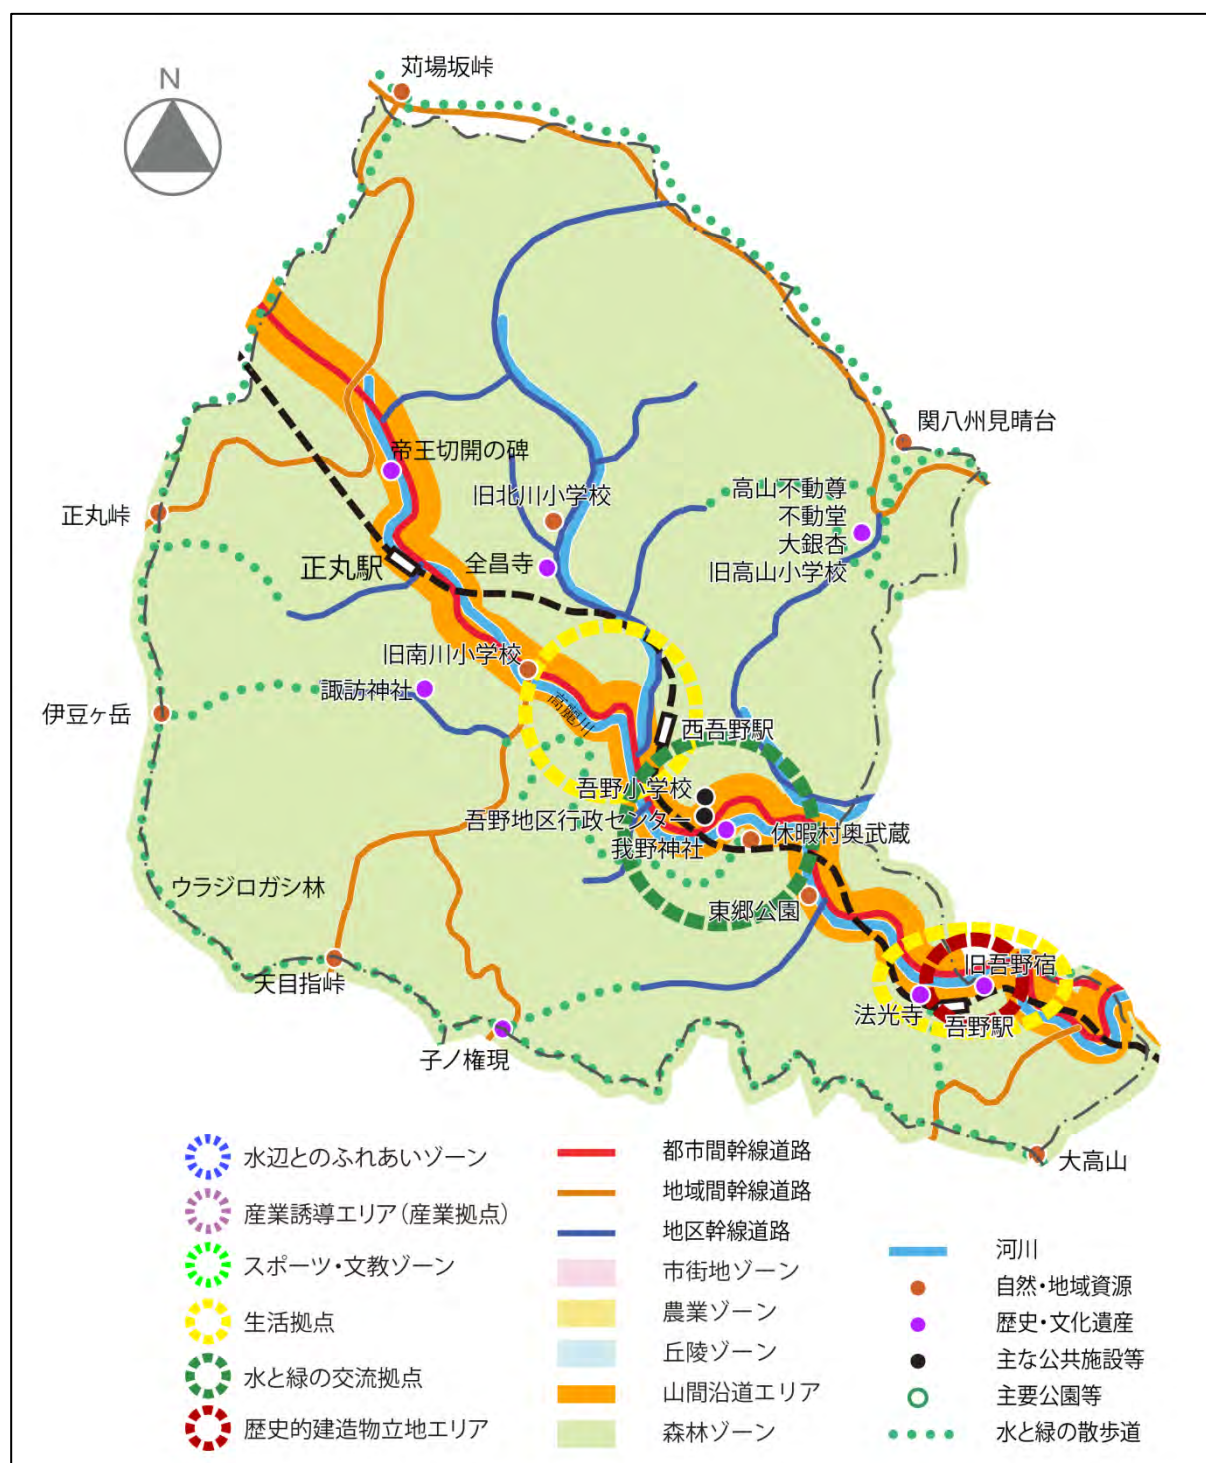 N
苅場坂峠
関八州見晴台
帝王切開の碑
旧北川小学校
高山不動尊
不動堂
大銀杏
旧高山小学校
正丸峠
正丸駅
全昌寺
旧南川小学校
諏訪神社
高麗川
伊豆ヶ岳
西吾野駅
吾野小学校
吾野地区行政センター
我野神社
休暇村奥武蔵
ウラジロガシ林
東郷公園
旧吾野宿
天目指峠
法光寺
吾野駅
子ノ権現
大高山
水辺とのふれあいゾーン
産業誘導エリア(産業拠点)
スポーツ・文教ゾーン
生活拠点
水と緑の交流拠点
歴史的建造物立地エリア
都市間幹線道路
地域間幹線道路
地区幹線道路
市街地ゾーン
農業ゾーン
丘陵ゾーン
山間沿道エリア
森林ゾーン
河川
自然・地域資源
歴史・文化遺産
主な公共施設等
主要公園等
水と緑の散歩道